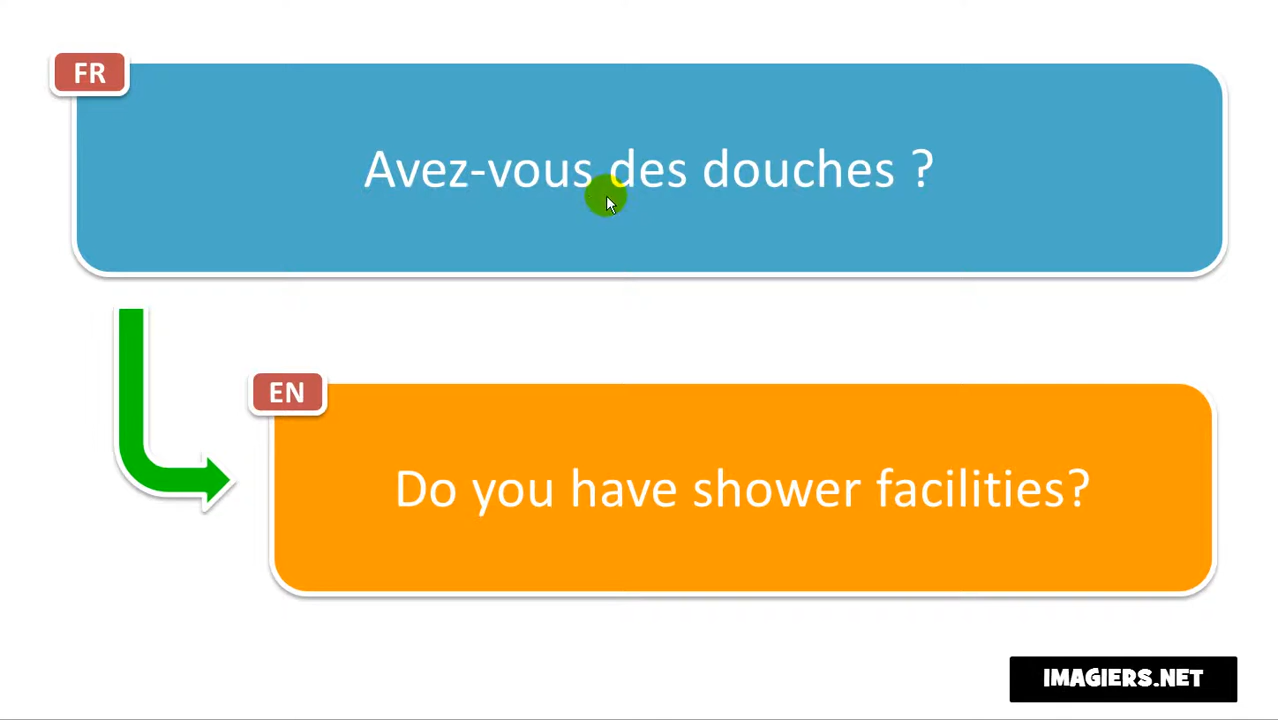 FR
Avez-vous des douches ?
EN
Do you have shower facilities?
IMAGIERS.NET